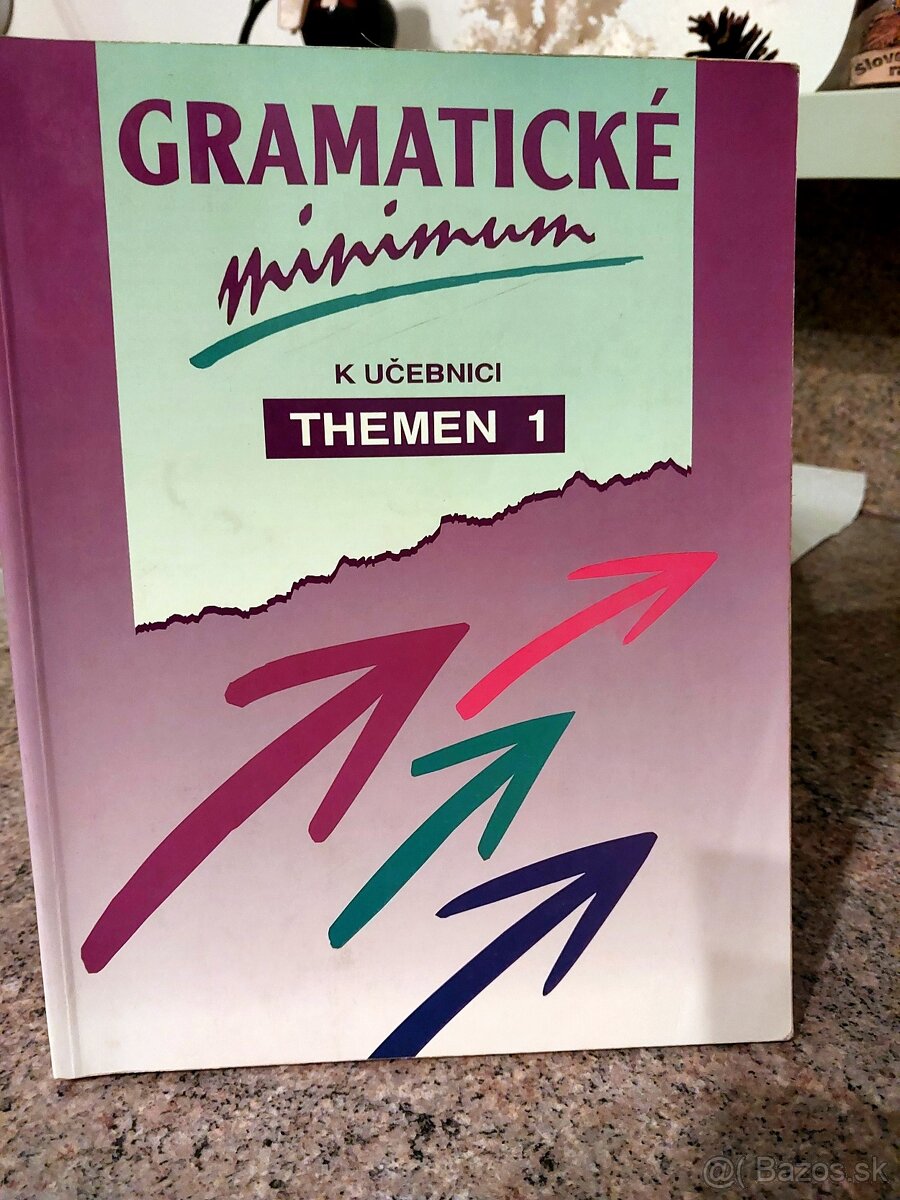 GRAMATICKÉ
minimum
K UČEBNICI
THEMEN 1
@( Bazos.sk